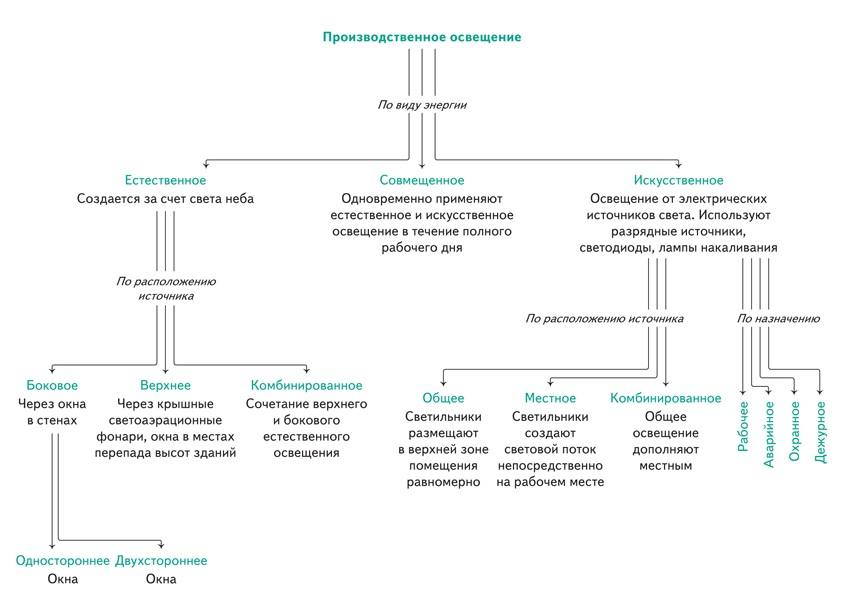 Производственное освещение
По виду энергии
Естественное
Создается за счет света неба
Совмещенное
Одновременно применяют
естественное и искусственное
освещение в течение полного
рабочего дня
Искусственное
Освещение от электрических
источников света. Используют
разрядные источники,
светодиоды, лампы накаливания
По расположению
источника
По расположению источника
По назначению
Боковое
Через окна
в стенах
Верхнее
Через крышные
светоаэрационные
фонари, окна в местах
перепада высот зданий
Комбинированное
Сочетание верхнего
и бокового
естественного
освещения
Общее
Светильники
размещают
в верхней зоне
помещения
равномерно
Местное
Светильники
создают
световой поток
непосредственно
на рабочем месте
Комбинированное
Общее
освещение
дополняют
местным
Рабочее
Аварийное
Охранное
Дежурное
Одностороннее
Окна
Двухстороннее
Окна